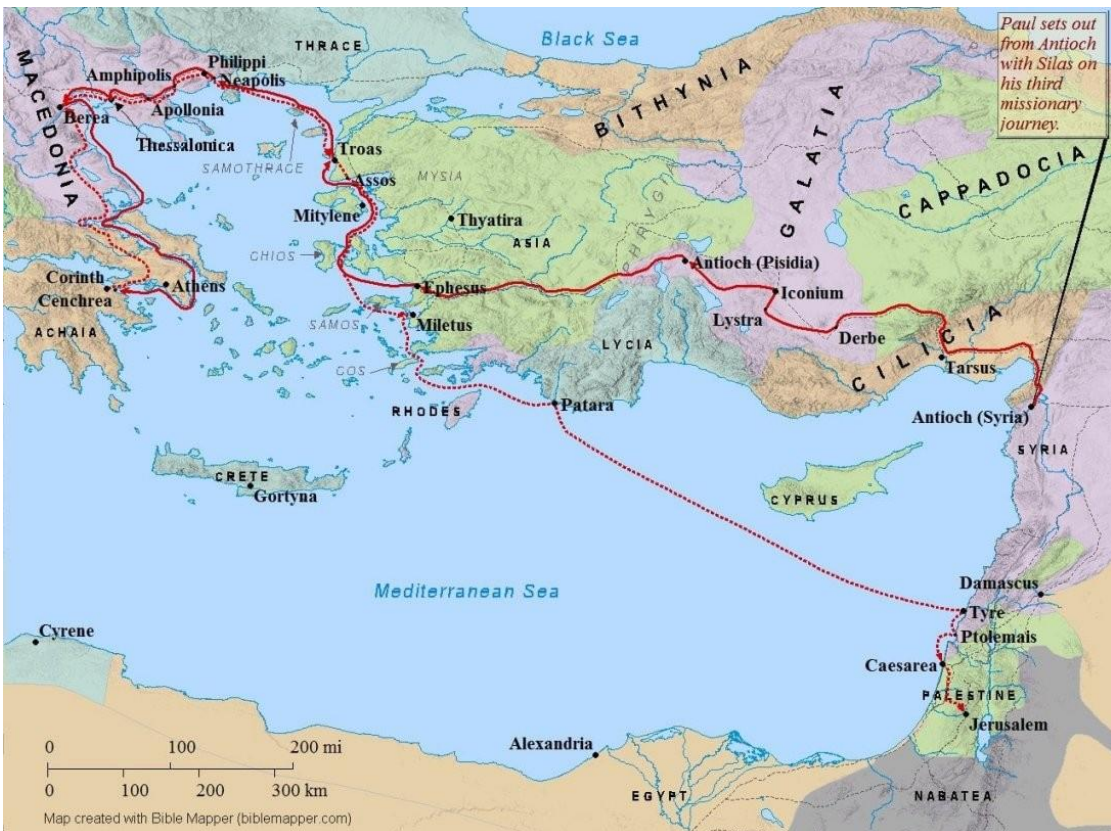 Paul sets out
from Antioch
with Silas on
his third
missionary
journey.
Black Sea
THRACE
MACEDONIA
Philippi
Amphipolis
Neapolis
Apollonia
Berea
Thessalonica
BITHYNIA
GALATIA
CAPPADOCIA
SAMOTHRACE
Troas
MYSIA
Assos
Mitylene
Thyatira
ASIA
PHRYGIA
CHIOS
Antioch (Pisidia)
Corinth
Cenchrea
Athens
Ephesus
Iconium
ACHAIA
SAMOS
Miletus
Lystra
Derbe
CILICIA
LYCIA
Tarsus
COS
RHODES
Patara
Antioch (Syria)
SYRIA
CRETE
Gortyna
CYPRUS
Mediterranean Sea
Damascus
Tyre
Cyrene
Ptolemais
Caesarea
PALESTINE
Jerusalem
Alexandria
EGYPT
NABATEA
0 100 200 mi
0 100 200 300 km
Map created with Bible Mapper (biblemapper.com)